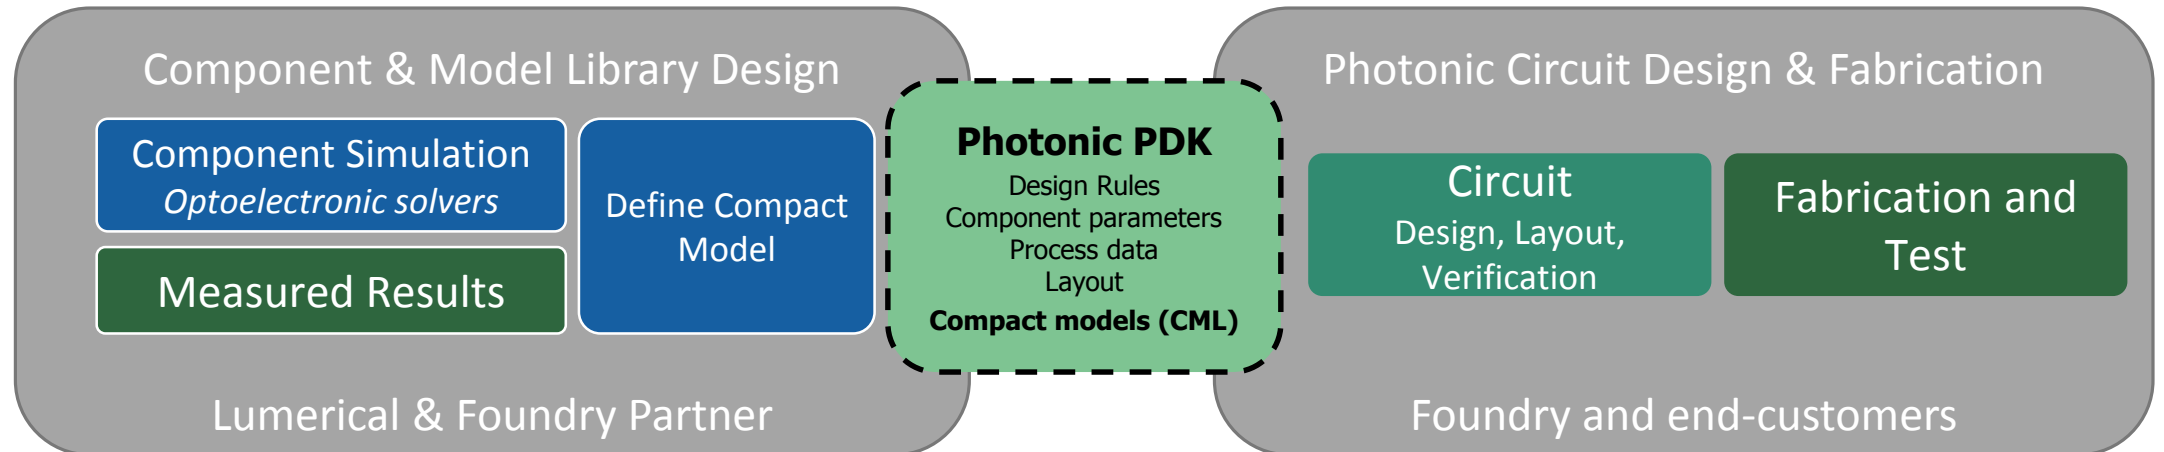 Component & Model Library Design
Component Simulation
Optoelectronic solvers
Measured Results
Define Compact
Model
Lumerical & Foundry Partner
Photonic PDK
Design Rules
Component parameters
Process data
Layout
Compact models (CML)
Photonic Circuit Design & Fabrication
Circuit
Design, Layout,
Verification
Fabrication and
Test
Foundry and end-customers